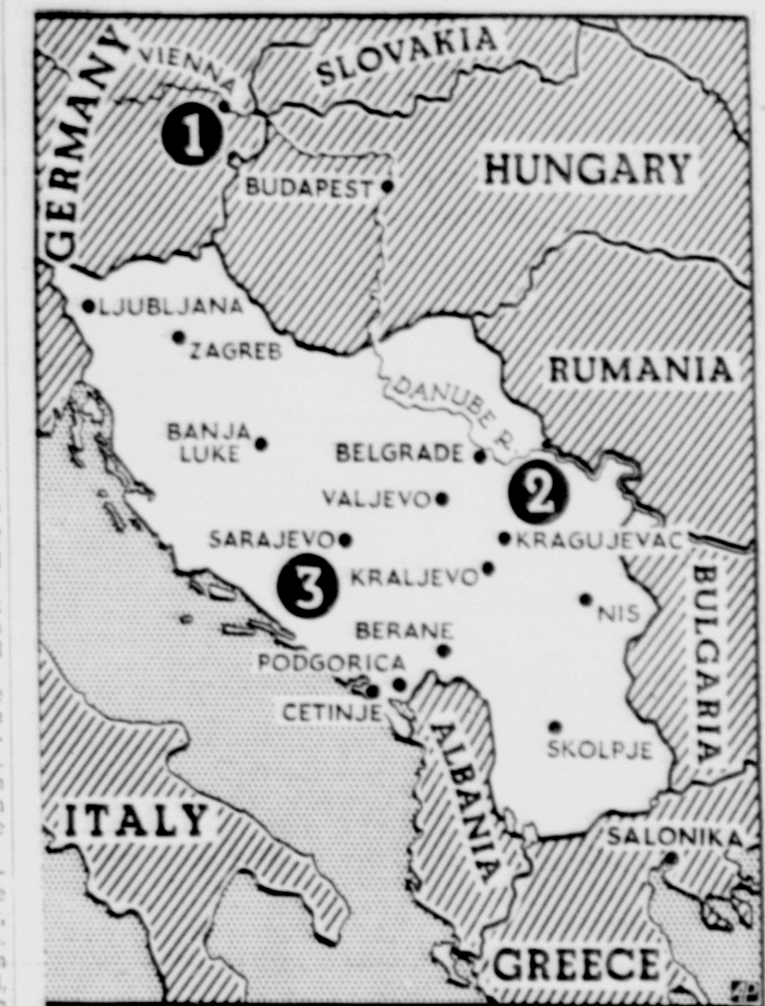 GERMANY
VIENNA
SLOVAKIA
1
HUNGARY
BUDAPEST
LJUBLJANA
ZAGREB
RUMANIA
DANUBE R.
BANJA
LUKE
BELGRADE
2
VALJEVO
SARAJEVO
KRAGUJEVAC
3
KRALJEVO
BULGARIA
NIS
BERANE
PODGORICA
CETINJE
ALBANIA
SKOLPJE
ITALY
SALONIKA
GREECE
AP